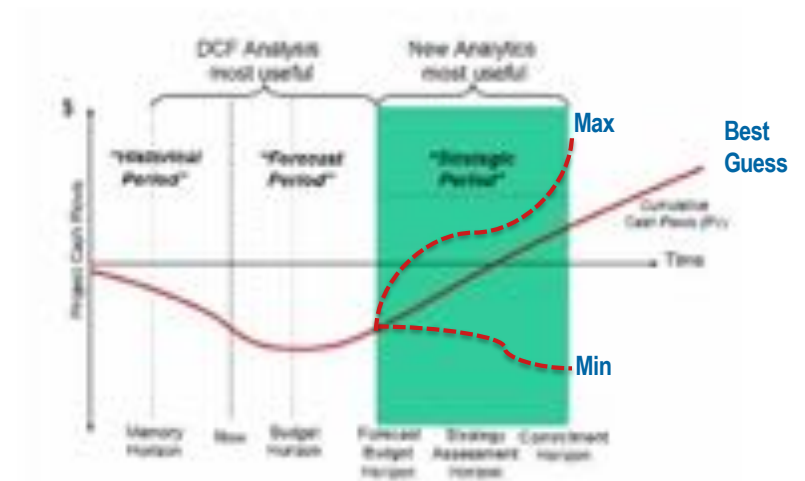 DCF Analysis
most useful
New Analytics
most useful
$
Max
Best
Guess
"Historical
Period"
"Forecast
Period"
"Strategic
Period"
Cumulative
Cash Flows (PV)
Project Cash Flows
Time
Min
Memory
Horizon
Now
Budget
Horizon
Forecast
Budget
Horizon
Strategy
Assessment
Horizon
Commitment
Horizon